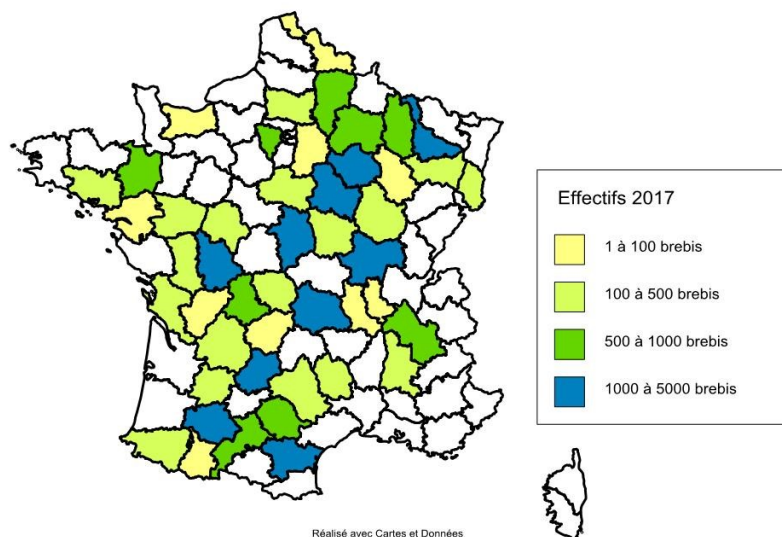 Effectifs 2017
1 à 100 brebis
100 à 500 brebis
500 à 1000 brebis
1000 à 5000 brebis
Réalisé avec Cartes et Données